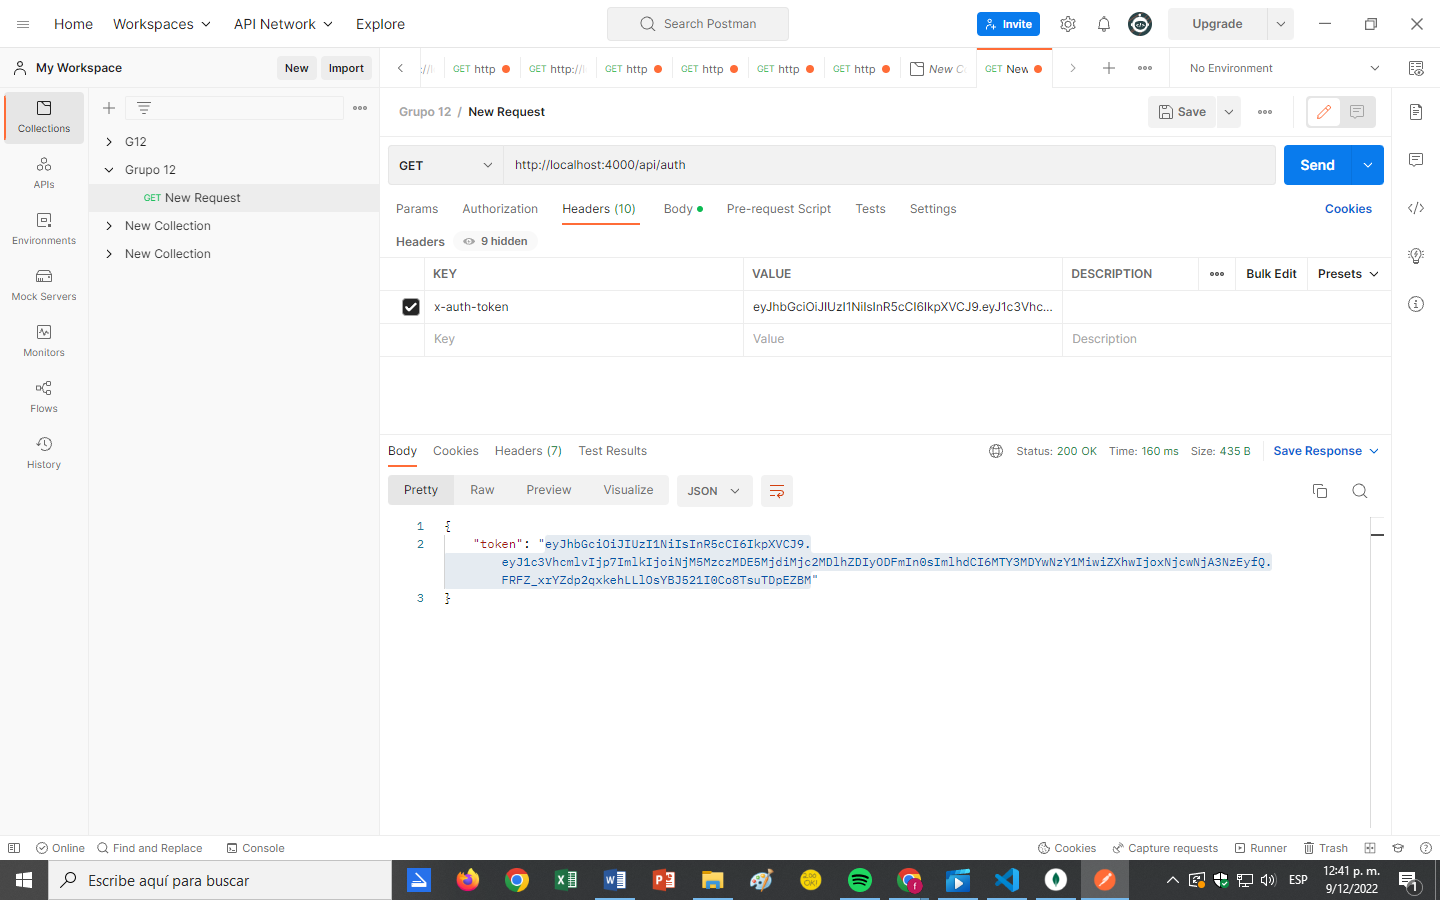 Home Workspaces API Network Explore Search Postman Invite Upgrade
My Workspace New Import GET http GET http:// GET http GET http GET http GET http New C GET New No Environment
Collections
APIs
Environments
Mock Servers
Monitors
Flows
History
G12
Grupo 12
GET New Request
New Collection
New Collection
Grupo 12 / New Request Save
GET http://localhost:4000/api/auth Send
Params Authorization Headers (10) Body Pre-request Script Tests Settings Cookies
Headers 9 hidden
KEY VALUE DESCRIPTION Bulk Edit Presets
x-auth-token eyJhbGciOiJIUzI1NiIsInR5cCI6IkpXVCJ9.eyJ1c3Vhc...
Key Value Description
Body Cookies Headers (7) Test Results Status: 200 OK Time: 160 ms Size: 435 B Save Response
Pretty Raw Preview Visualize JSON
1 {
2 "token": "eyJhbGciOiJIUzI1NiIsInR5cCI6IkpXVCJ9.
eyJ1c3VhcmlvIjp7ImlkIjoiNjM5MzczMDE5MjdiMjc2MDlhZDIyODFmIn0sImlhdCI6MTY3MDYwNzY1MiwiZXhwIjoxNjcwNjA3NzEyfQ.
FRFZ_xrYZdp2qxkehLLlOsYBJ521I0Co8TsuTDpEZBM"
3 }
Online Find and Replace Console Cookies Capture requests Runner Trash
Escribe aquí para buscar ESP 12:41 p. m.
9/12/2022 1